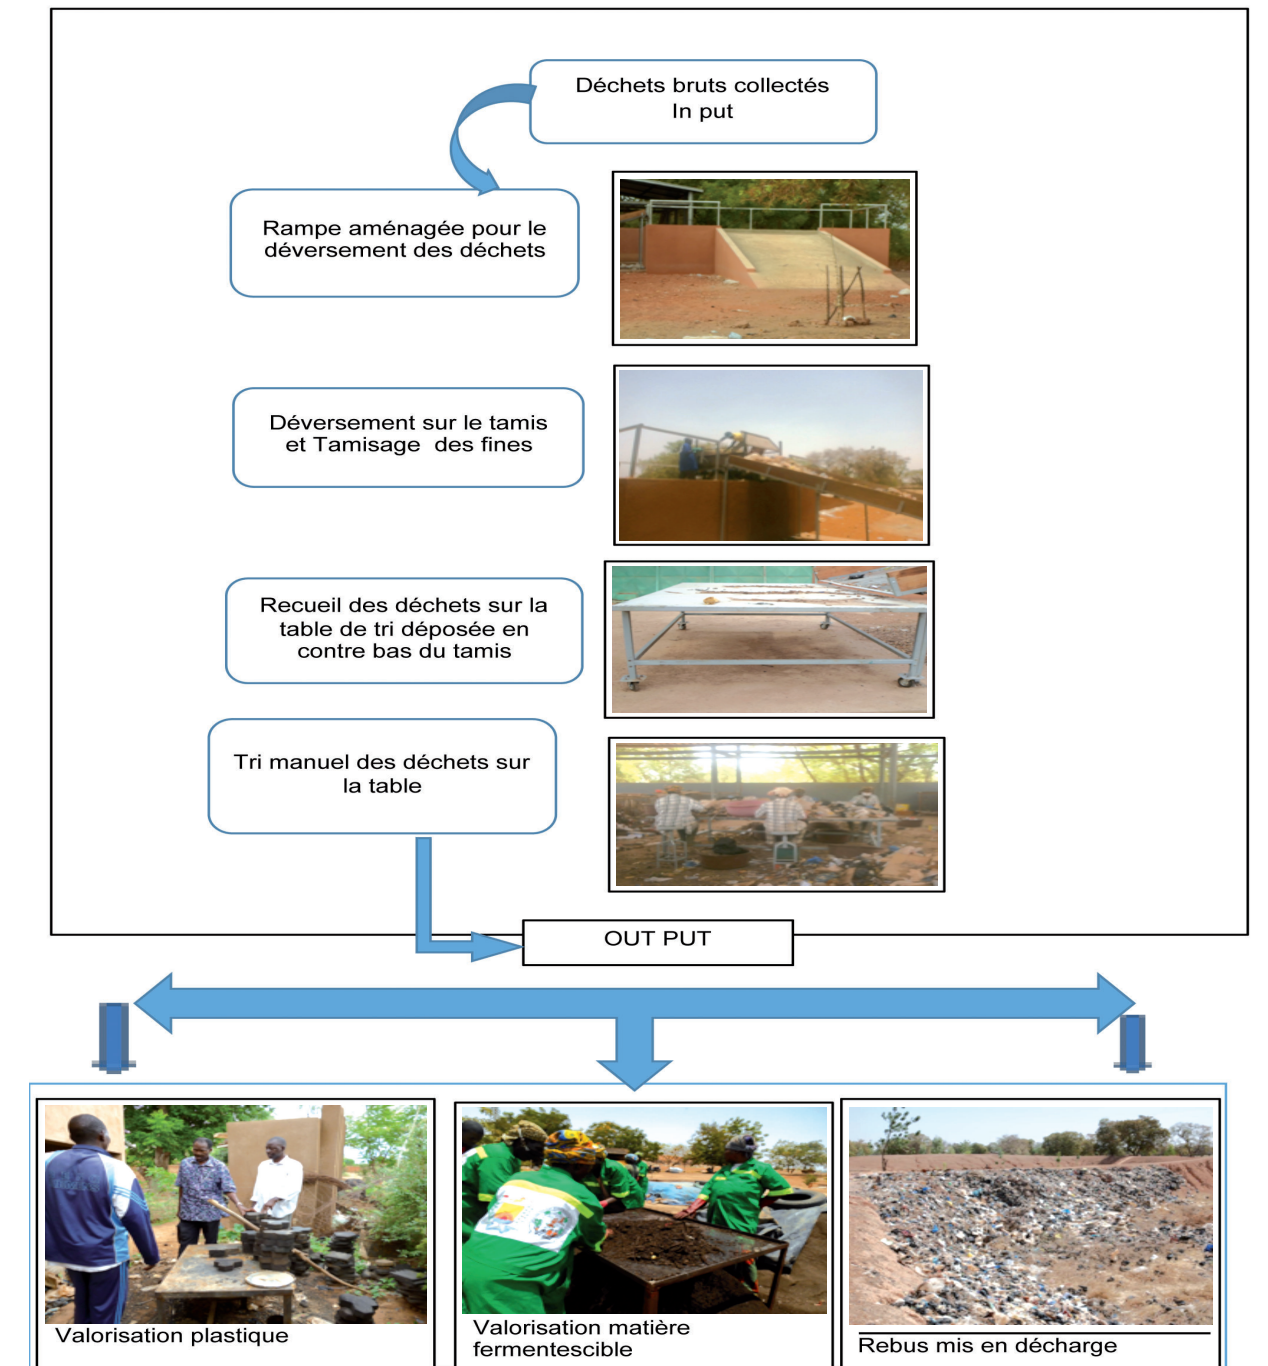 Déchets bruts collectés
In put
Rampe aménagée pour le
déversement des déchets
Déversement sur le tamis
et Tamisage des fines
Recueil des déchets sur la
table de tri déposée en
contre bas du tamis
Tri manuel des déchets sur
la table
OUT PUT
Valorisation plastique
Valorisation matière
fermentescible
Rebus mis en décharge